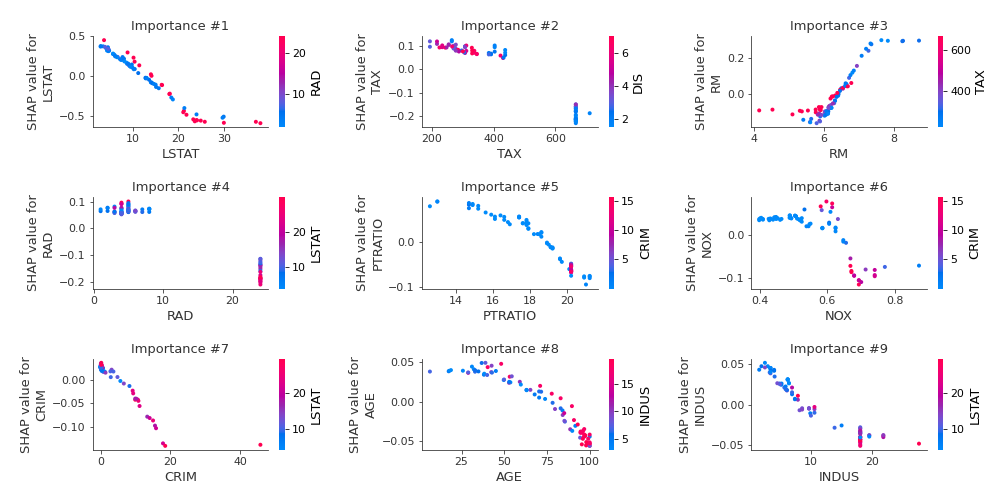 Importance #1
SHAP value for
LSTAT
0.5
0.0
−0.5
10
20
30
LSTAT
20
10
RAD
Importance #2
SHAP value for
TAX
0.1
0.0
−0.1
−0.2
200
400
600
TAX
6
4
2
DIS
Importance #3
SHAP value for
RM
0.2
0.0
4
6
8
RM
600
400
TAX
Importance #4
SHAP value for
RAD
0.1
0.0
−0.1
−0.2
0
20
RAD
20
10
LSTAT
Importance #5
SHAP value for
PTRATIO
0.0
−0.1
14
16
18
20
PTRATIO
15
10
5
CRIM
Importance #6
SHAP value for
NOX
0.0
−0.1
0.4
0.6
0.8
NOX
15
10
5
CRIM
Importance #7
SHAP value for
CRIM
0.00
−0.05
−0.10
0
20
40
CRIM
20
10
LSTAT
Importance #8
SHAP value for
AGE
0.05
0.00
−0.05
25
50
75
100
AGE
15
10
5
INDUS
Importance #9
SHAP value for
INDUS
0.05
0.00
−0.05
10
20
INDUS
20
10
LSTAT